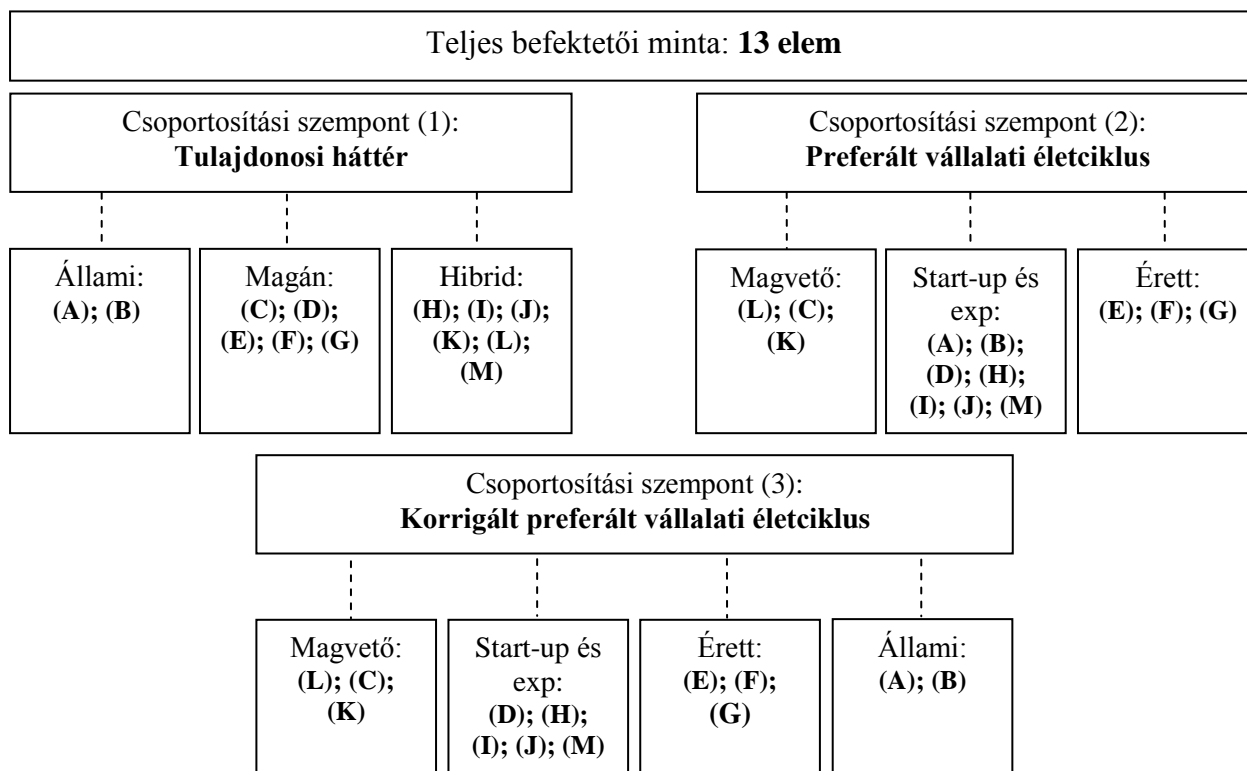 Teljes befektetői minta: 13 elem
Csoportosítási szempont (1):
Tulajdonosi háttér
Csoportosítási szempont (2):
Preferált vállalati életciklus
Állami:
(A); (B)
Magán:
(C); (D);
(E); (F); (G)
Hibrid:
(H); (I); (J);
(K); (L);
(M)
Magvető:
(L); (C);
(K)
Start-up és
exp:
(A); (B);
(D); (H);
(I); (J); (M)
Érett:
(E); (F); (G)
Csoportosítási szempont (3):
Korrigált preferált vállalati életciklus
Magvető:
(L); (C);
(K)
Start-up és
exp:
(D); (H);
(I); (J); (M)
Érett:
(E); (F);
(G)
Állami:
(A); (B)